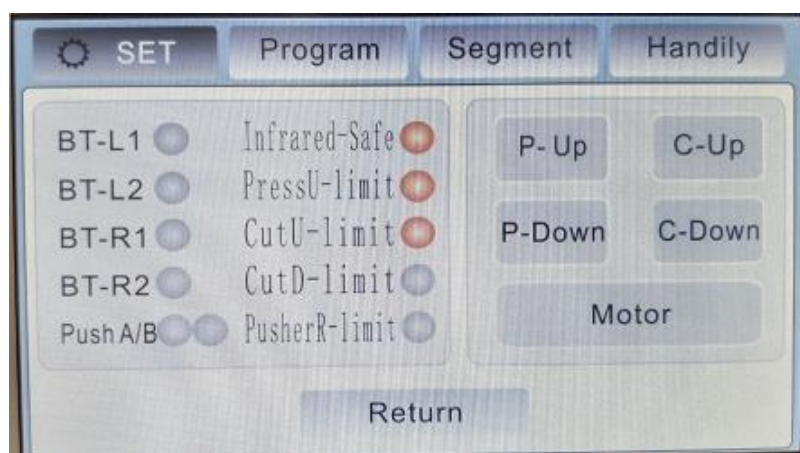 SET Program Segment Handily
BT-L1 Infrared-Safe
BT-L2 PressU-limit
BT-R1 CutU-limit
BT-R2 CutD-limit
Push A/B PusherR-limit
P-Up C-Up
P-Down C-Down
Motor
Return